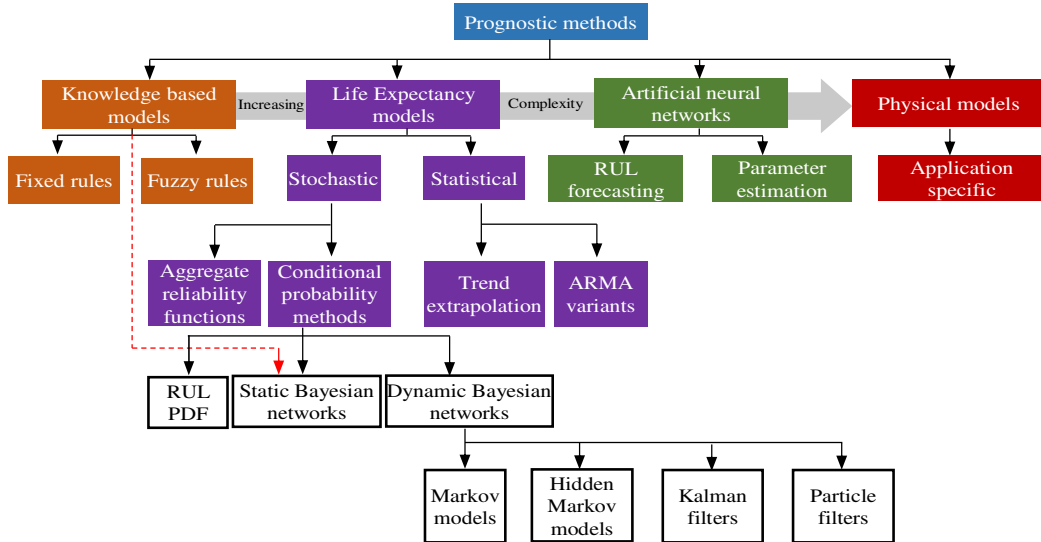 Prognostic methods
Knowledge based
models
Increasing
Life Expectancy
models
Complexity
Artificial neural
networks
Physical models
Fixed rules
Fuzzy rules
Stochastic
Statistical
RUL
forecasting
Parameter
estimation
Application
specific
Aggregate
reliability
functions
Conditional
probability
methods
Trend
extrapolation
ARMA
variants
RUL
PDF
Static Bayesian
networks
Dynamic Bayesian
networks
Markov
models
Hidden
Markov
models
Kalman
filters
Particle
filters